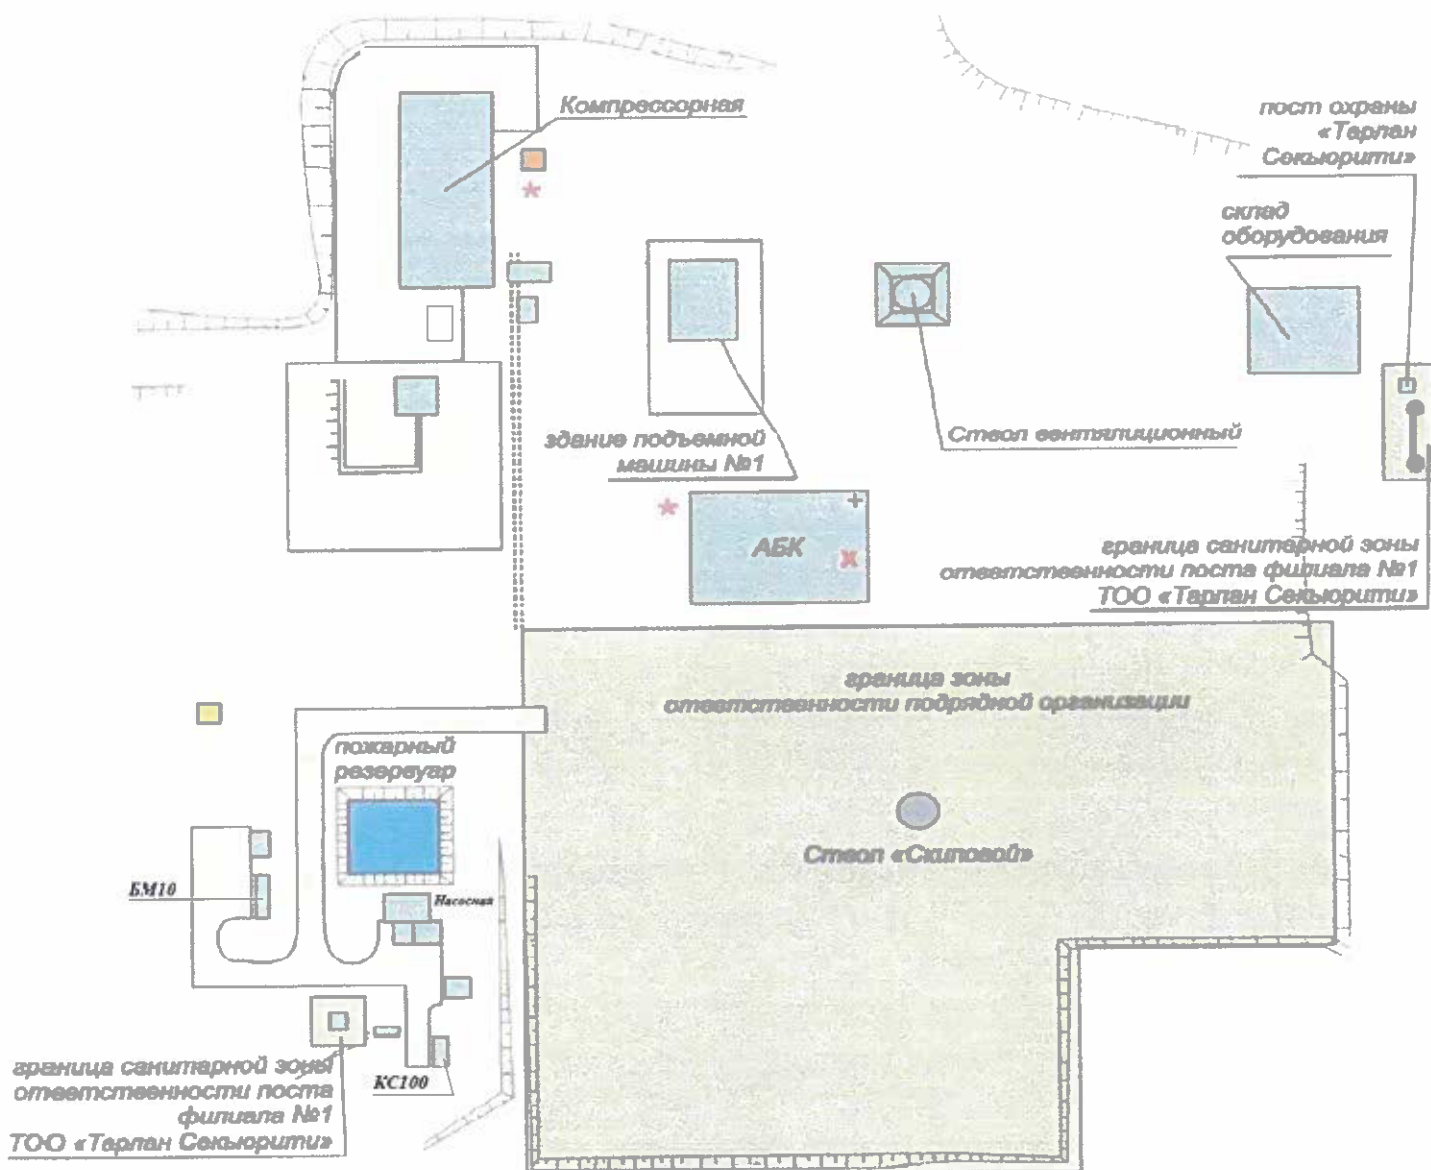 Компрессорная
пост охраны
«Тарлан
Секьюрити»
склад
оборудования
здание подъемной
машины №1
Ствол вентялиционный
АБК
граница санитарной зоны
ответственности поста филиала №1
ТОО «Тарлан Секьюрити»
граница зоны
ответственности подрядной организации
пожарный
резервуар
Ствол «Скиповой»
БМ10
Насосная
граница санитарной зоны
ответственности поста
филиала №1
ТОО «Тарлан Секьюрити»
КС100